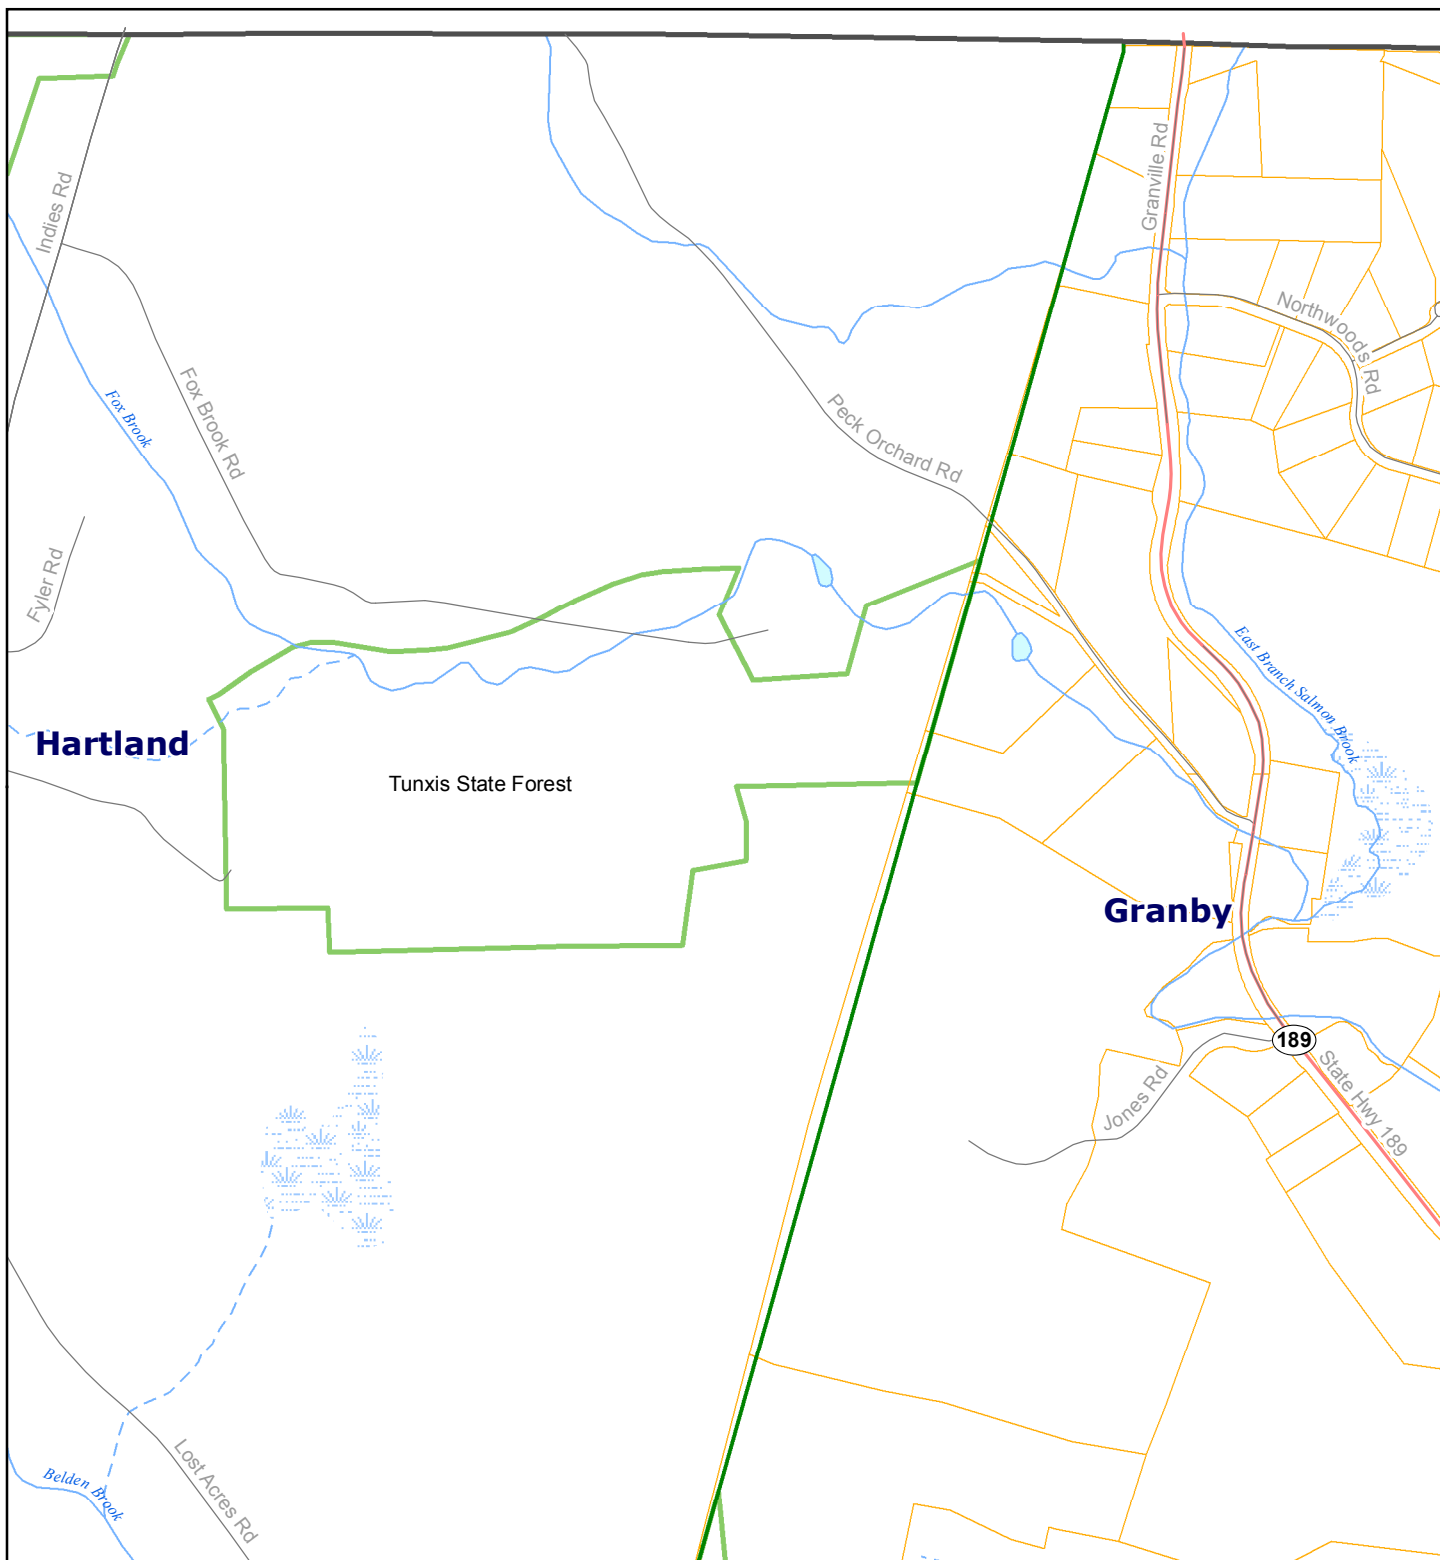 Granville Rd
Indies Rd
Northwoods Rd
Fox Brook
Fox Brook Rd
Peck Orchard Rd
Fyler Rd
East Branch Salmon Brook
Hartland
Tunxis State Forest
Granby
189
State Hwy 189
Jones Rd
Lost Acres Rd
Belden Brook